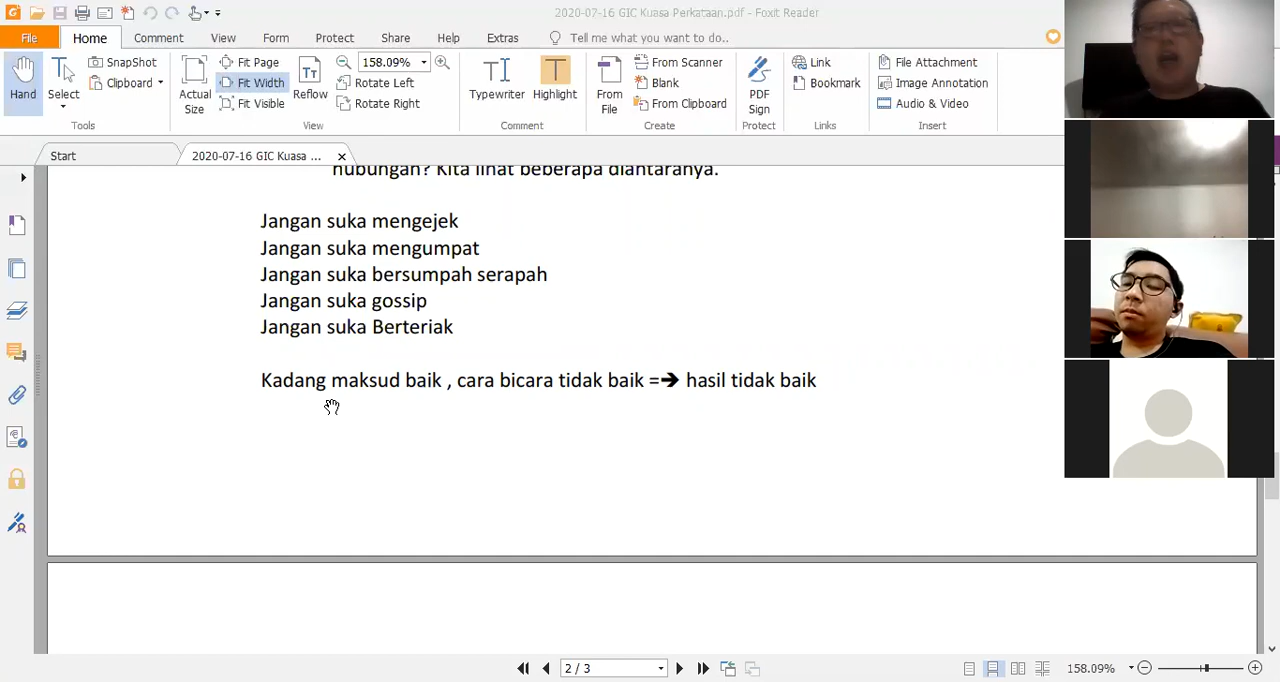 2020-07-16 GIC Kuasa Perkataan.pdf - Foxit Reader
File Home Comment View Form Protect Share Help Extras Tell me what you want to do..
Hand
Select
SnapShot
Clipboard
Tools
Actual Size
Fit Page
Fit Width
Fit Visible
Reflow
158.09%
Rotate Left
Rotate Right
View
Typewriter
Highlight
Comment
From File
From Scanner
Blank
From Clipboard
Create
PDF Sign
Protect
Link
Bookmark
Links
File Attachment
Image Annotation
Audio & Video
Insert
Start
2020-07-16 GIC Kuasa ...
hubungan? Kita lihat beberapa diantaranya.
Jangan suka mengejek
Jangan suka mengumpat
Jangan suka bersumpah serapah
Jangan suka gossip
Jangan suka Berteriak
Kadang maksud baik , cara bicara tidak baik =➔ hasil tidak baik
2 / 3
158.09%